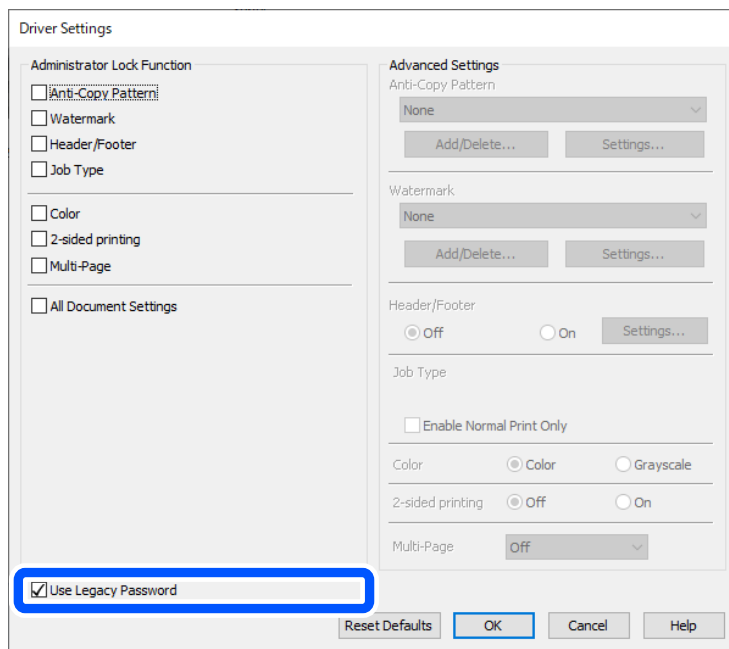 Driver Settings
Administrator Lock Function
Anti-Copy Pattern
Watermark
Header/Footer
Job Type
Color
2-sided printing
Multi-Page
All Document Settings
Use Legacy Password
Advanced Settings
Anti-Copy Pattern
None
Add/Delete... Settings...
Watermark
None
Add/Delete... Settings...
Header/Footer
Off On Settings...
Job Type
Enable Normal Print Only
Color Color Grayscale
2-sided printing Off On
Multi-Page Off
Reset Defaults OK Cancel Help